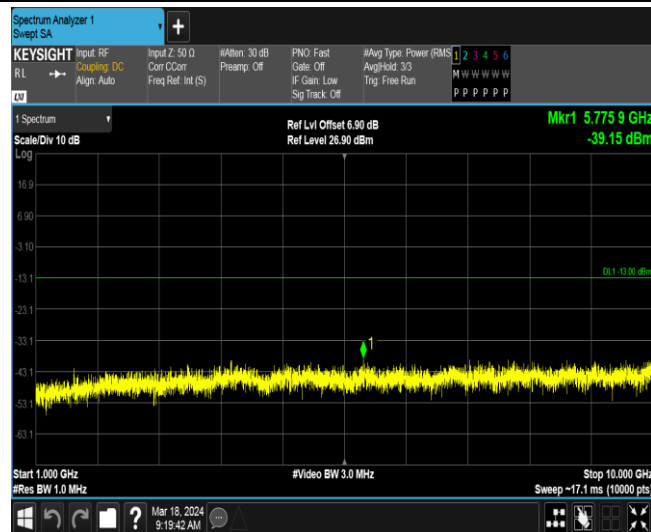 Spectrum Analyzer 1
Swept SA
KEYSIGHT
RL
LXI
Input: RF
Coupling: DC
Align: Auto
Input Z: 50 Ω
Corr CCorr
Freq Ref: Int (S)
#Atten: 30 dB
Preamp: Off
PNO: Fast
Gate: Off
IF Gain: Low
Sig Track: Off
#Avg Type: Power (RMS
Avg|Hold: 3/3
Trig: Free Run
1 2 3 4 5 6
M W W W W W
P P P P P P
1 Spectrum
Scale/Div 10 dB
Log
Ref Lvl Offset 6.90 dB
Ref Level 26.90 dBm
Mkr1 5.775 9 GHz
-39.15 dBm
16.9
6.90
-3.10
-13.1
DL1 -13.00 dBm
-23.1
-33.1
1
-43.1
-53.1
-63.1
Start 1.000 GHz
#Res BW 1.0 MHz
#Video BW 3.0 MHz
Stop 10.000 GHz
Sweep ~17.1 ms (10000 pts)
?
Mar 18, 2024
9:19:42 AM